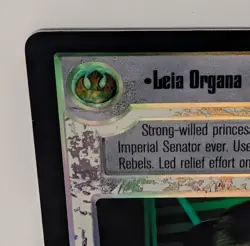 •Leia Organa
Strong-willed princess
Imperial Senator ever. Use
Rebels. Led relief effort on